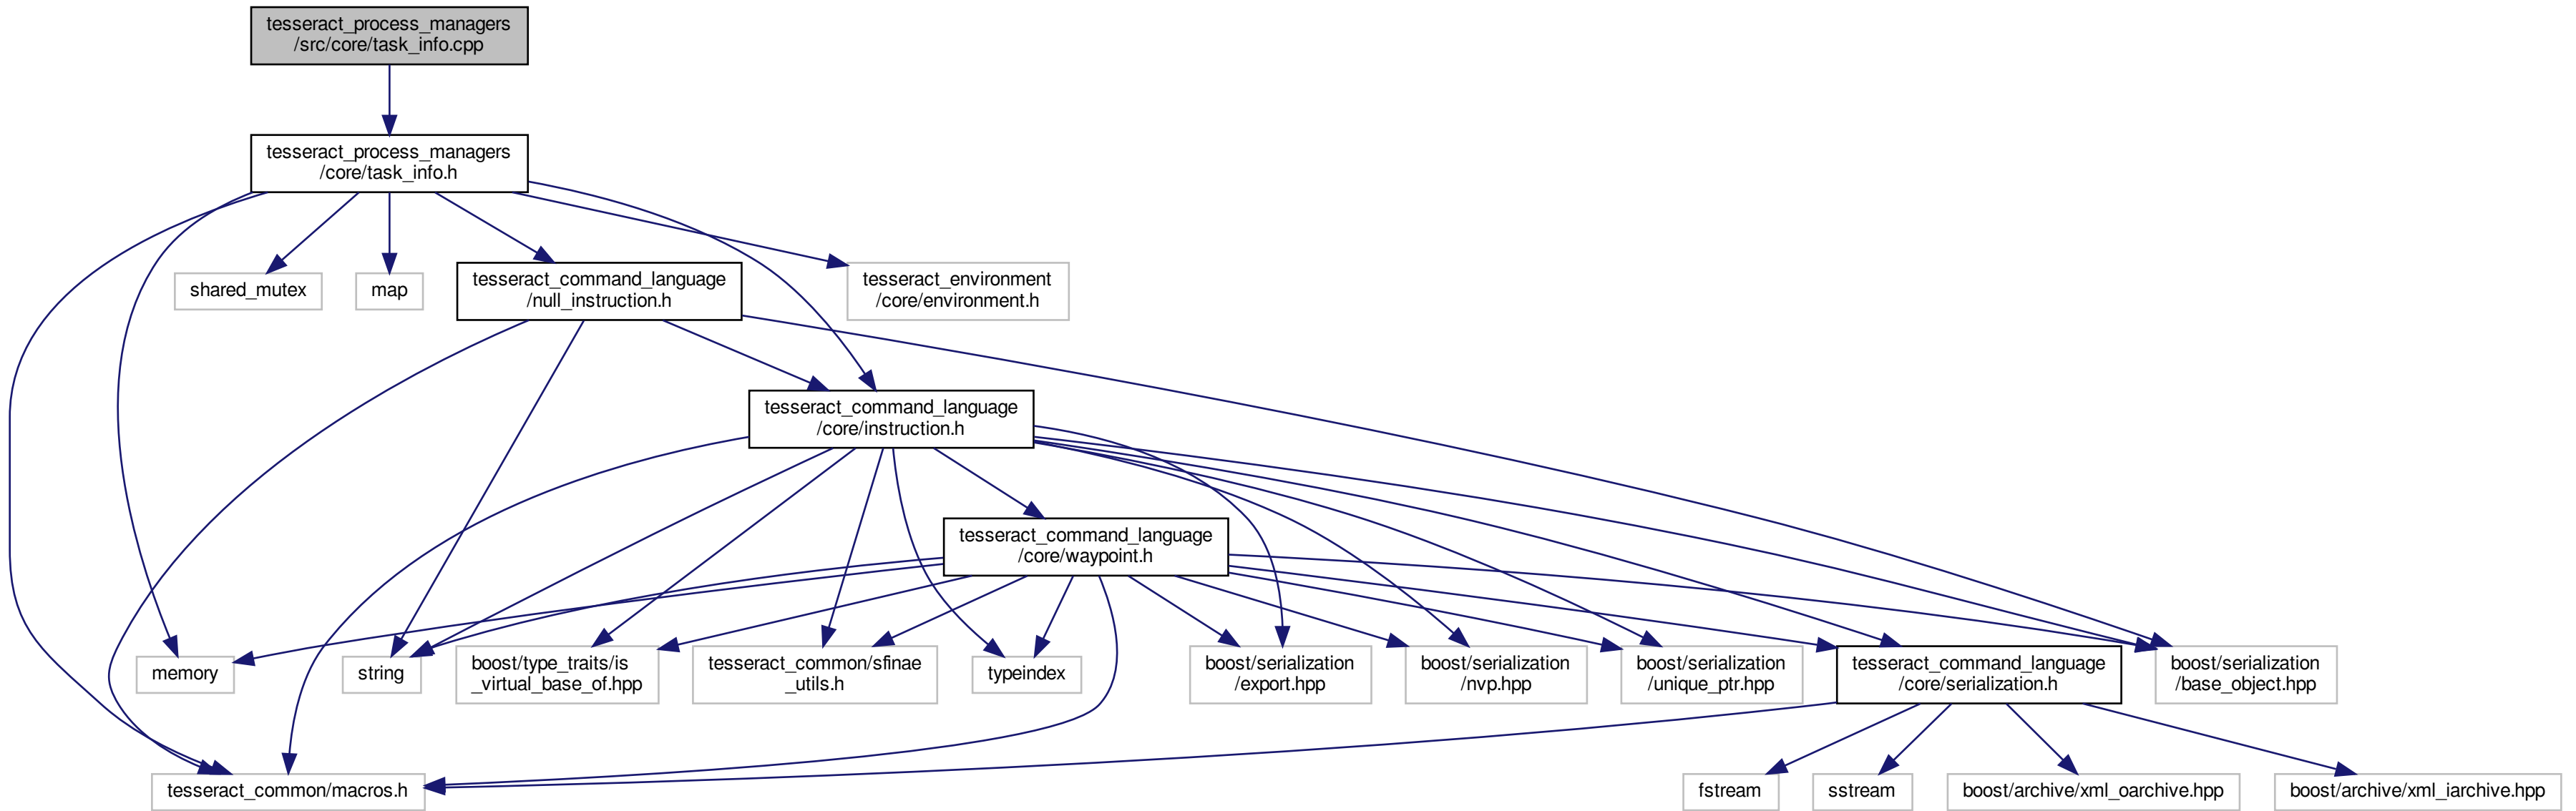 tesseract_process_managers
/src/core/task_info.cpp
tesseract_process_managers
/core/task_info.h
shared_mutex
map
tesseract_command_language
/null_instruction.h
tesseract_environment
/core/environment.h
tesseract_command_language
/core/instruction.h
tesseract_command_language
/core/waypoint.h
memory
string
boost/type_traits/is
_virtual_base_of.hpp
tesseract_common/sfinae
_utils.h
typeindex
boost/serialization
/export.hpp
boost/serialization
/nvp.hpp
boost/serialization
/unique_ptr.hpp
tesseract_command_language
/core/serialization.h
boost/serialization
/base_object.hpp
tesseract_common/macros.h
fstream
sstream
boost/archive/xml_oarchive.hpp
boost/archive/xml_iarchive.hpp